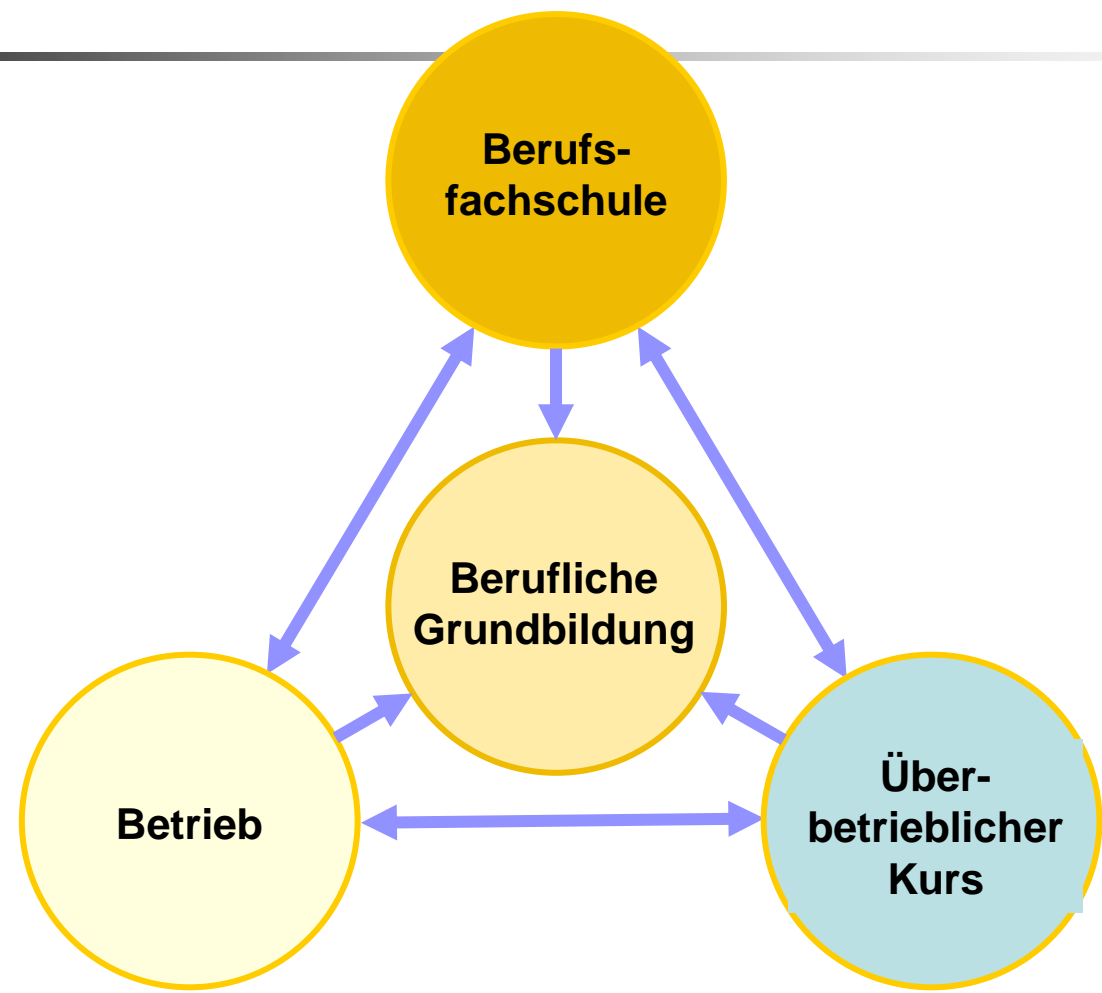 Berufs-
fachschule
Berufliche
Grundbildung
Betrieb
Über-
betrieblicher
Kurs